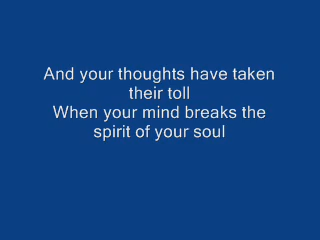 And your thoughts have taken
their toll
When your mind breaks the
spirit of your soul